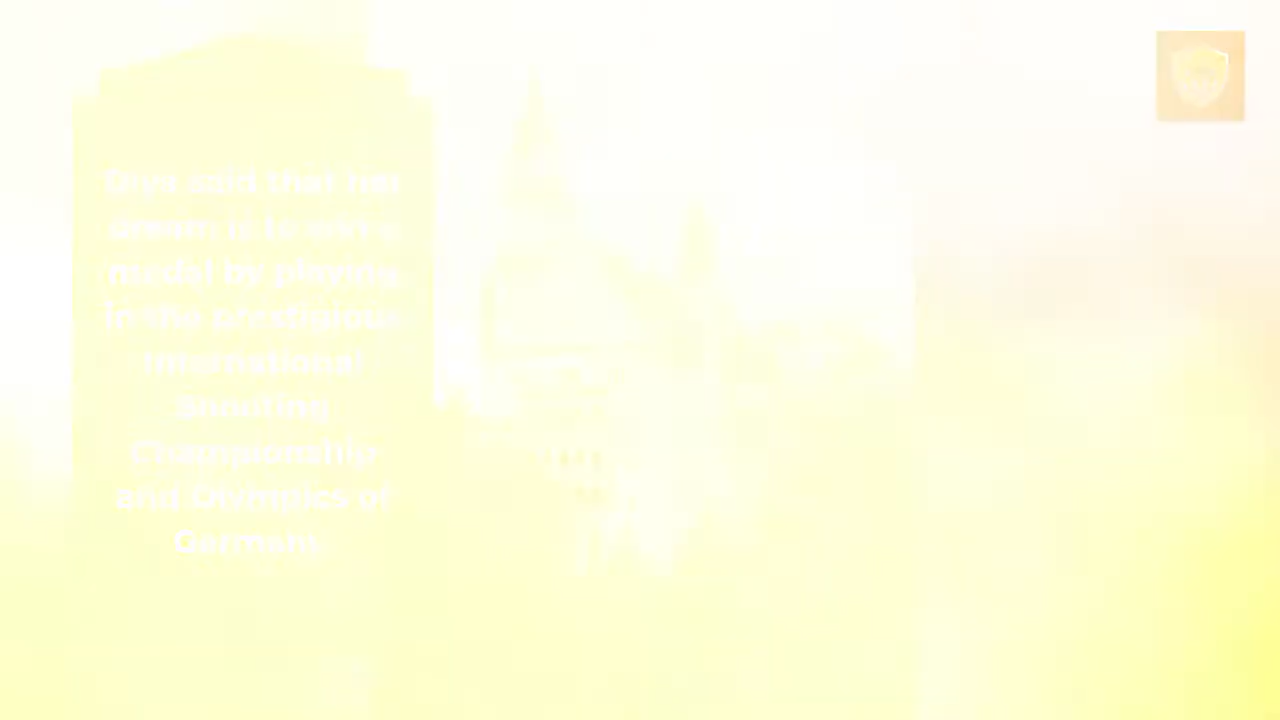 Diya said that her
dream is to win a
medal by playing
in the prestigious
International
Shooting
Championship
and Olympics of
Germany.